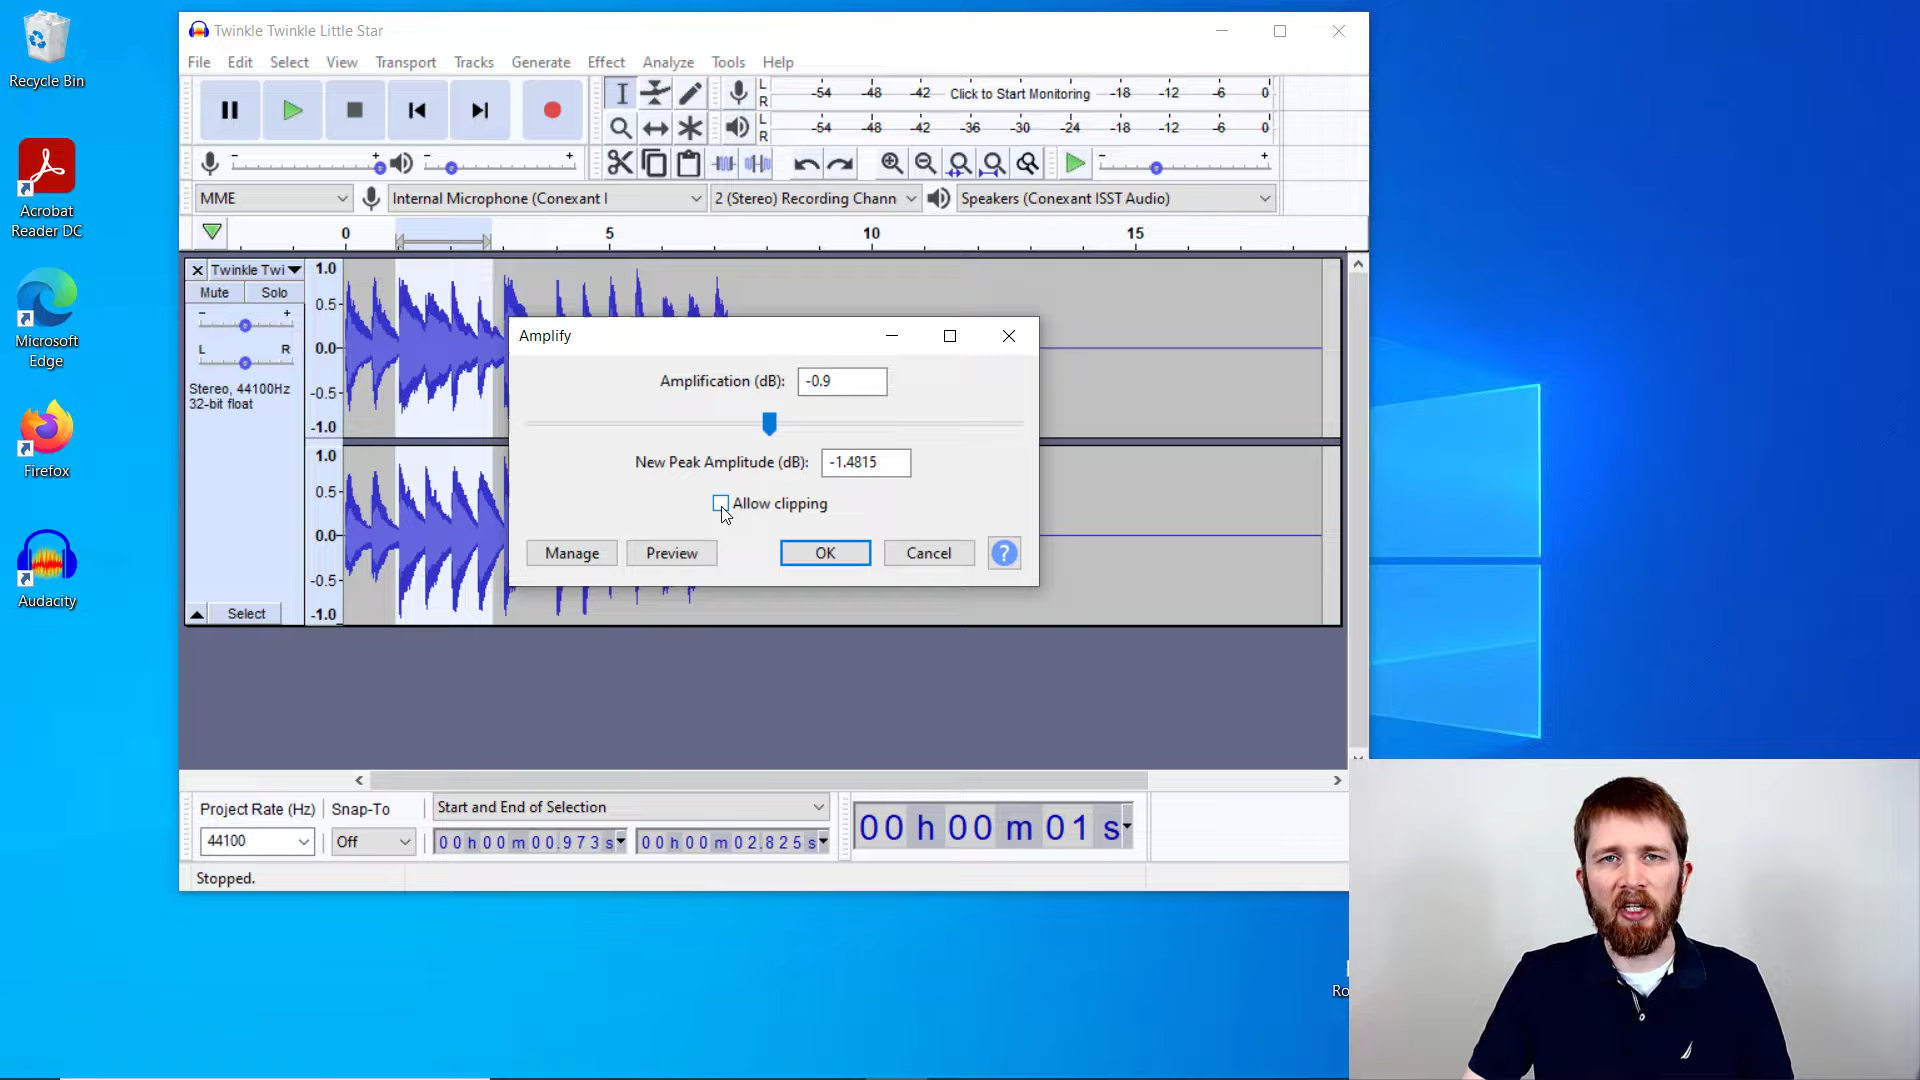 Recycle Bin
Acrobat
Reader DC
Microsoft
Edge
Firefox
Audacity
Twinkle Twinkle Little Star
File Edit Select View Transport Tracks Generate Effect Analyze Tools Help
L
R
-54 -48 -42 Click to Start Monitoring -18 -12 -6 0
L
R
-54 -48 -42 -36 -30 -24 -18 -12 -6 0
- + - + - +
MME Internal Microphone (Conexant I 2 (Stereo) Recording Chann Speakers (Conexant ISST Audio)
0 5 10 15
Twinkle Twi
Mute Solo
- +
L R
Stereo, 44100Hz
32-bit float
Select
1.0
0.5-
0.0-
-0.5-
-1.0
1.0
0.5-
0.0-
-0.5-
-1.0
Amplify
Amplification (dB): -0.9
New Peak Amplitude (dB): -1.4815
Allow clipping
Manage Preview OK Cancel ?
Project Rate (Hz) Snap-To Start and End of Selection
44100 Off 00 h 00 m 00.973 s 00 h 00 m 02.825 s
00 h 00 m 01 s
Stopped.
Ro